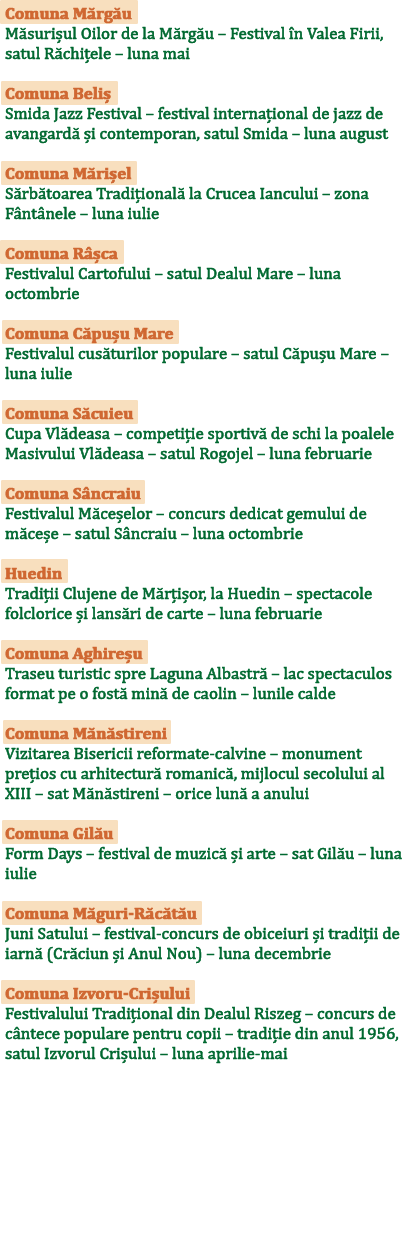 Comuna Mărgău
Măsurișul Oilor de la Mărgău – Festival în Valea Firii,
satul Răchițele – luna mai
Comuna Beliș
Smida Jazz Festival – festival internațional de jazz de
avangardă și contemporan, satul Smida – luna august
Comuna Mărișel
Sărbătoarea Tradițională la Crucea Iancului – zona
Fântânele – luna iulie
Comuna Râșca
Festivalul Cartofului – satul Dealul Mare – luna
octombrie
Comuna Căpușu Mare
Festivalul cusăturilor populare – satul Căpușu Mare –
luna iulie
Comuna Săcuieu
Cupa Vlădeasa – competiție sportivă de schi la poalele
Masivului Vlădeasa – satul Rogojel – luna februarie
Comuna Sâncraiu
Festivalul Măceșelor – concurs dedicat gemului de
măceșe – satul Sâncraiu – luna octombrie
Huedin
Tradiții Clujene de Mărțișor, la Huedin – spectacole
folclorice și lansări de carte – luna februarie
Comuna Aghireșu
Traseu turistic spre Laguna Albastră – lac spectaculos
format pe o fostă mină de caolin – lunile calde
Comuna Mănăstireni
Vizitarea Bisericii reformate-calvine – monument
prețios cu arhitectură romanică, mijlocul secolului al
XIII – sat Mănăstireni – orice lună a anului
Comuna Gilău
Form Days – festival de muzică și arte – sat Gilău – luna
iulie
Comuna Măguri-Răcătău
Juni Satului – festival-concurs de obiceiuri și tradiții de
iarnă (Crăciun și Anul Nou) – luna decembrie
Comuna Izvoru-Crișului
Festivalului Tradițional din Dealul Riszeg – concurs de
cântece populare pentru copii – tradiție din anul 1956,
satul Izvorul Crișului – luna aprilie-mai